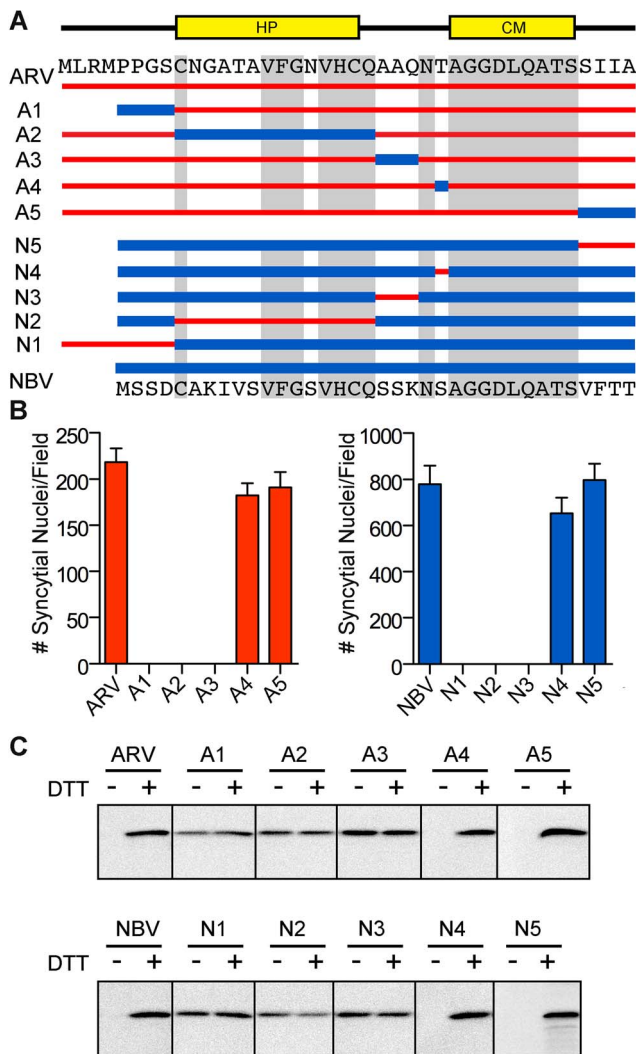 A
HP CM
MLRMPPGSCNGATAVFGNVHCQAAQNTAGGDLQATSSIIA
ARV
A1
A2
A3
A4
A5
N5
N4
N3
N2
N1
NBV
MSSDCAKIVSVFGSVHCQSSKNSAGGDLQATSVFTT
B
# Syncytial Nuclei/Field
250
200
150
100
50
0
ARV A1 A2 A3 A4 A5
# Syncytial Nuclei/Field
1000
800
600
400
200
0
NBV N1 N2 N3 N4 N5
C
ARV A1 A2 A3 A4 A5
DTT - + - + - + - + - + - +
NBV N1 N2 N3 N4 N5
DTT - + - + - + - + - + - +